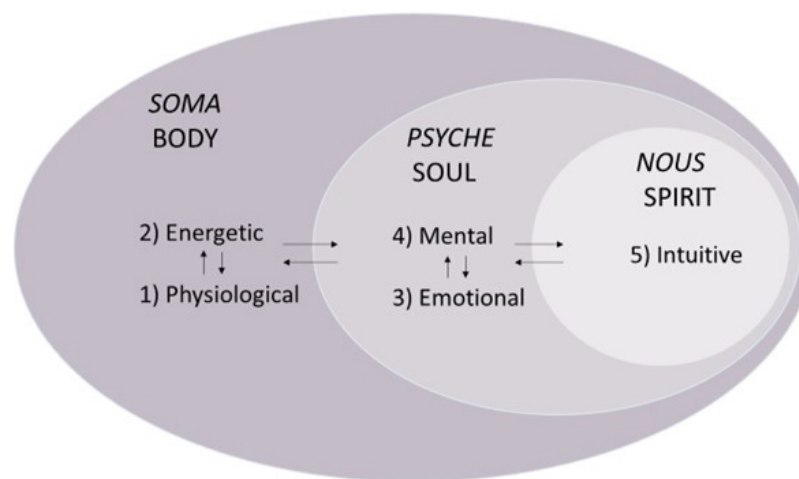 SOMA
BODY
2) Energetic
1) Physiological
PSYCHE
SOUL
4) Mental
3) Emotional
NOUS
SPIRIT
5) Intuitive